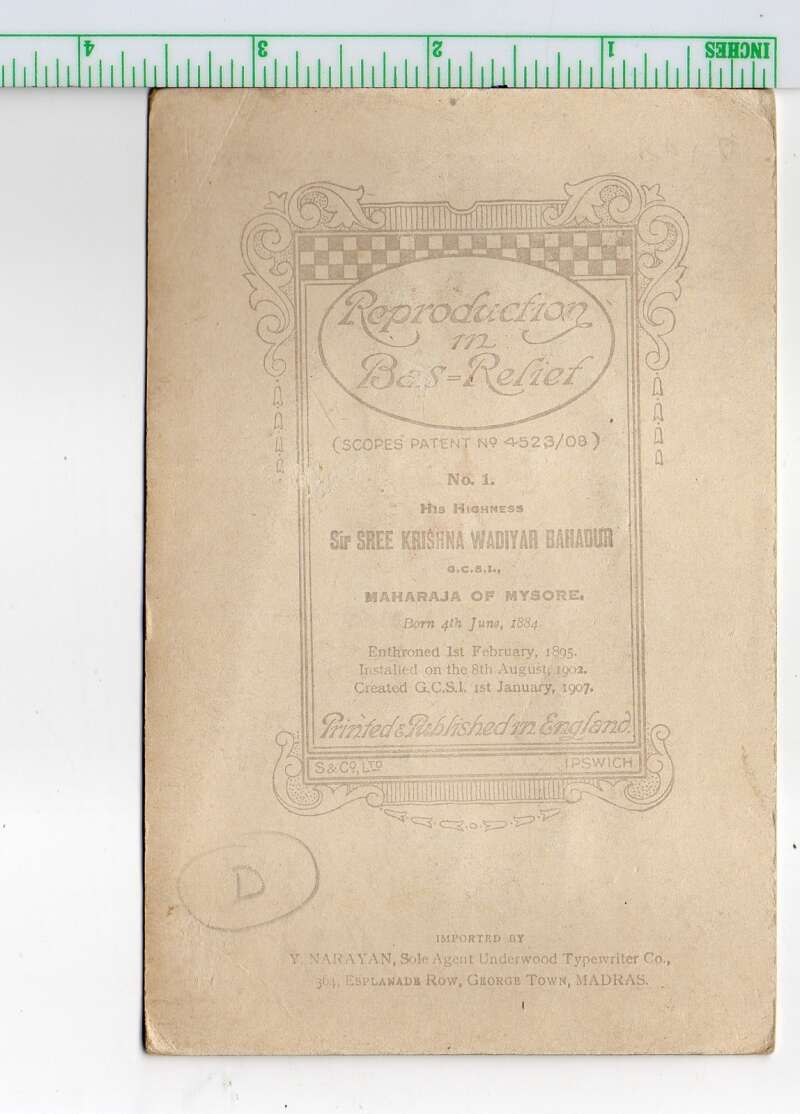 INCHES
1
2
3
4
Reproduction
in
Bas=Relief
(SCOPES PATENT No 4523/08)
No. 1.
His Highness
Sir SREE KRISHNA WADIYAR BAHADUR
G.C.S.I.,
MAHARAJA OF MYSORE.
Born 4th June, 1884.
Enthroned 1st February, 1895.
Installed on the 8th August, 1902.
Created G.C.S.I. 1st January, 1907.
Printed & Published in England.
S & Co, LTD IPSWICH
D
IMPORTED BY
Y. NARAYAN, Sole Agent Underwood Typewriter Co.,
364, Esplanade Row, George Town, MADRAS.